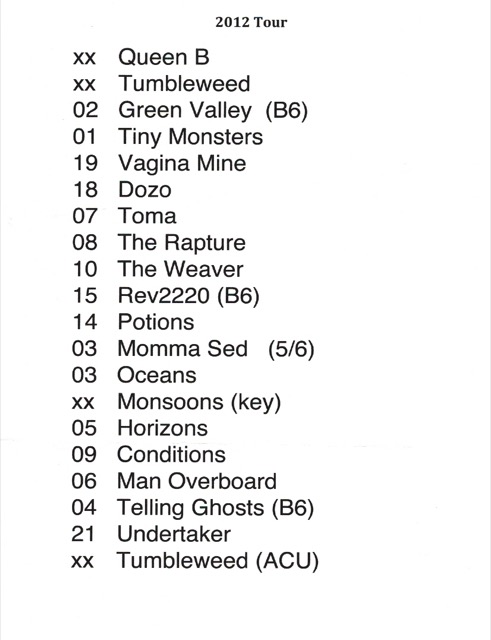 2012 Tour
xx Queen B
xx Tumbleweed
02 Green Valley (B6)
01 Tiny Monsters
19 Vagina Mine
18 Dozo
07 Toma
08 The Rapture
10 The Weaver
15 Rev2220 (B6)
14 Potions
03 Momma Sed (5/6)
03 Oceans
xx Monsoons (key)
05 Horizons
09 Conditions
06 Man Overboard
04 Telling Ghosts (B6)
21 Undertaker
xx Tumbleweed (ACU)